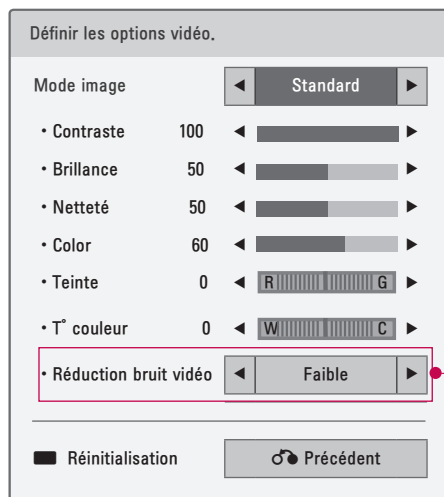 Définir les options vidéo.
Mode image ◄ Standard ►
• Contraste 100 ◄ ►
• Brillance 50 ◄ ►
• Netteté 50 ◄ ►
• Color 60 ◄ ►
• Teinte 0 ◄ R G ►
• T° couleur 0 ◄ W C ►
• Réduction bruit vidéo ◄ Faible ►
Réinitialisation Précédent